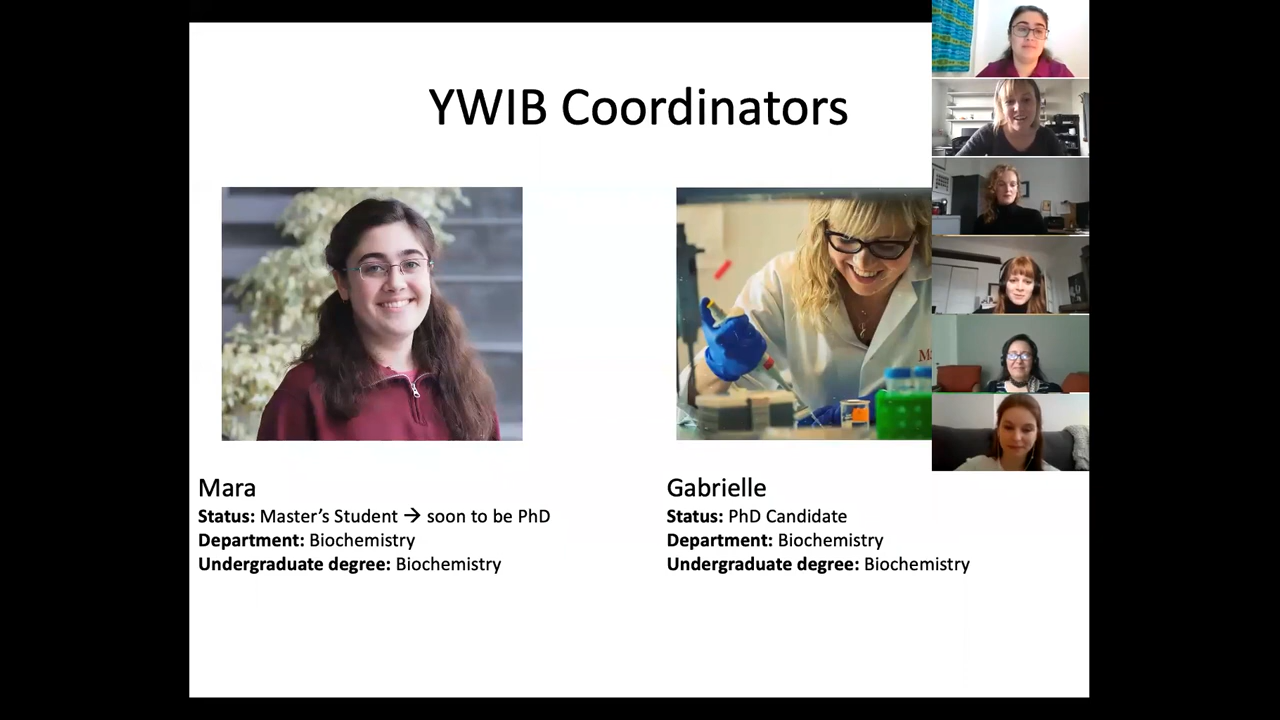 YWIB Coordinators
Mara
Status: Master's Student → soon to be PhD
Department: Biochemistry
Undergraduate degree: Biochemistry
Gabrielle
Status: PhD Candidate
Department: Biochemistry
Undergraduate degree: Biochemistry